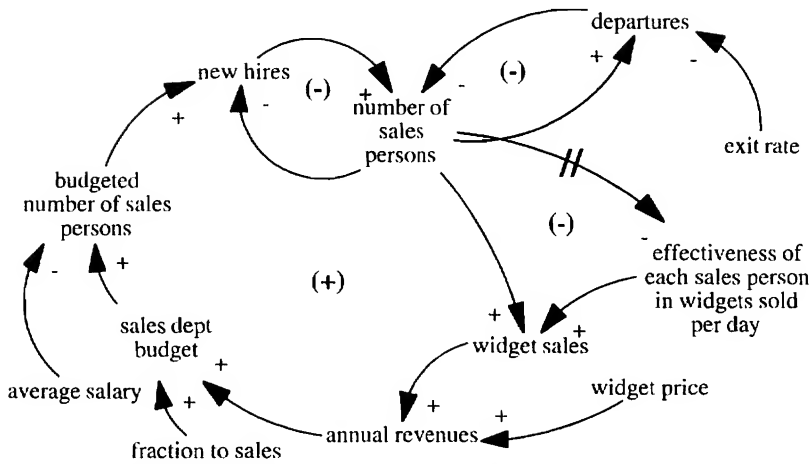 departures
+
-
new hires
(-)
+
-
(-)
+
-
number of
sales
persons
exit rate
budgeted
number of sales
persons
(-)
-
effectiveness of
each sales person
in widgets sold
per day
-
+
(+)
sales dept
budget
+
+
widget sales
+
average salary
+
+
+
widget price
fraction to sales
annual revenues